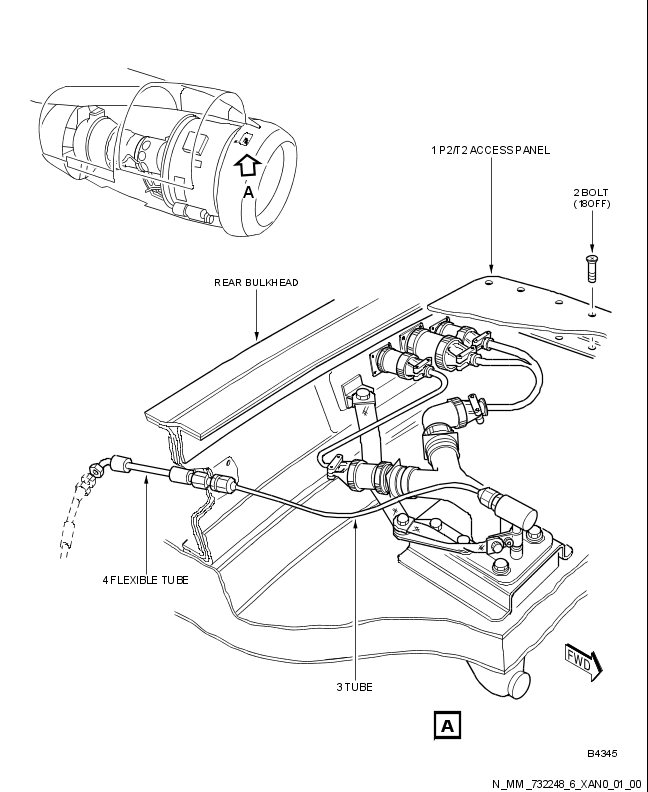 A
1 P2/T2 ACCESS PANEL
2 BOLT
(18OFF)
REAR BULKHEAD
4 FLEXIBLE TUBE
FWD
3 TUBE
A
B4345
N_MM_732248_6_XAN0_01_00